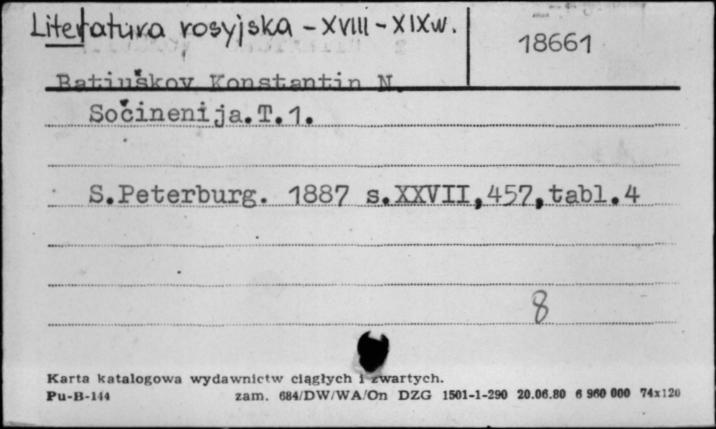 Literatura rosyjska - XVIII - XIX w.
18661
Batiuškov Konstantin N.
Sočinenija.T.1.
S.Peterburg. 1887 s.XXVII,457,tabl.4
8
Karta katalogowa wydawnictw ciągłych i zwartych.
Pu-B-144 zam. 684/DW/WA/On DZG 1501-1-290 20.06.80 6 960 000 74x120